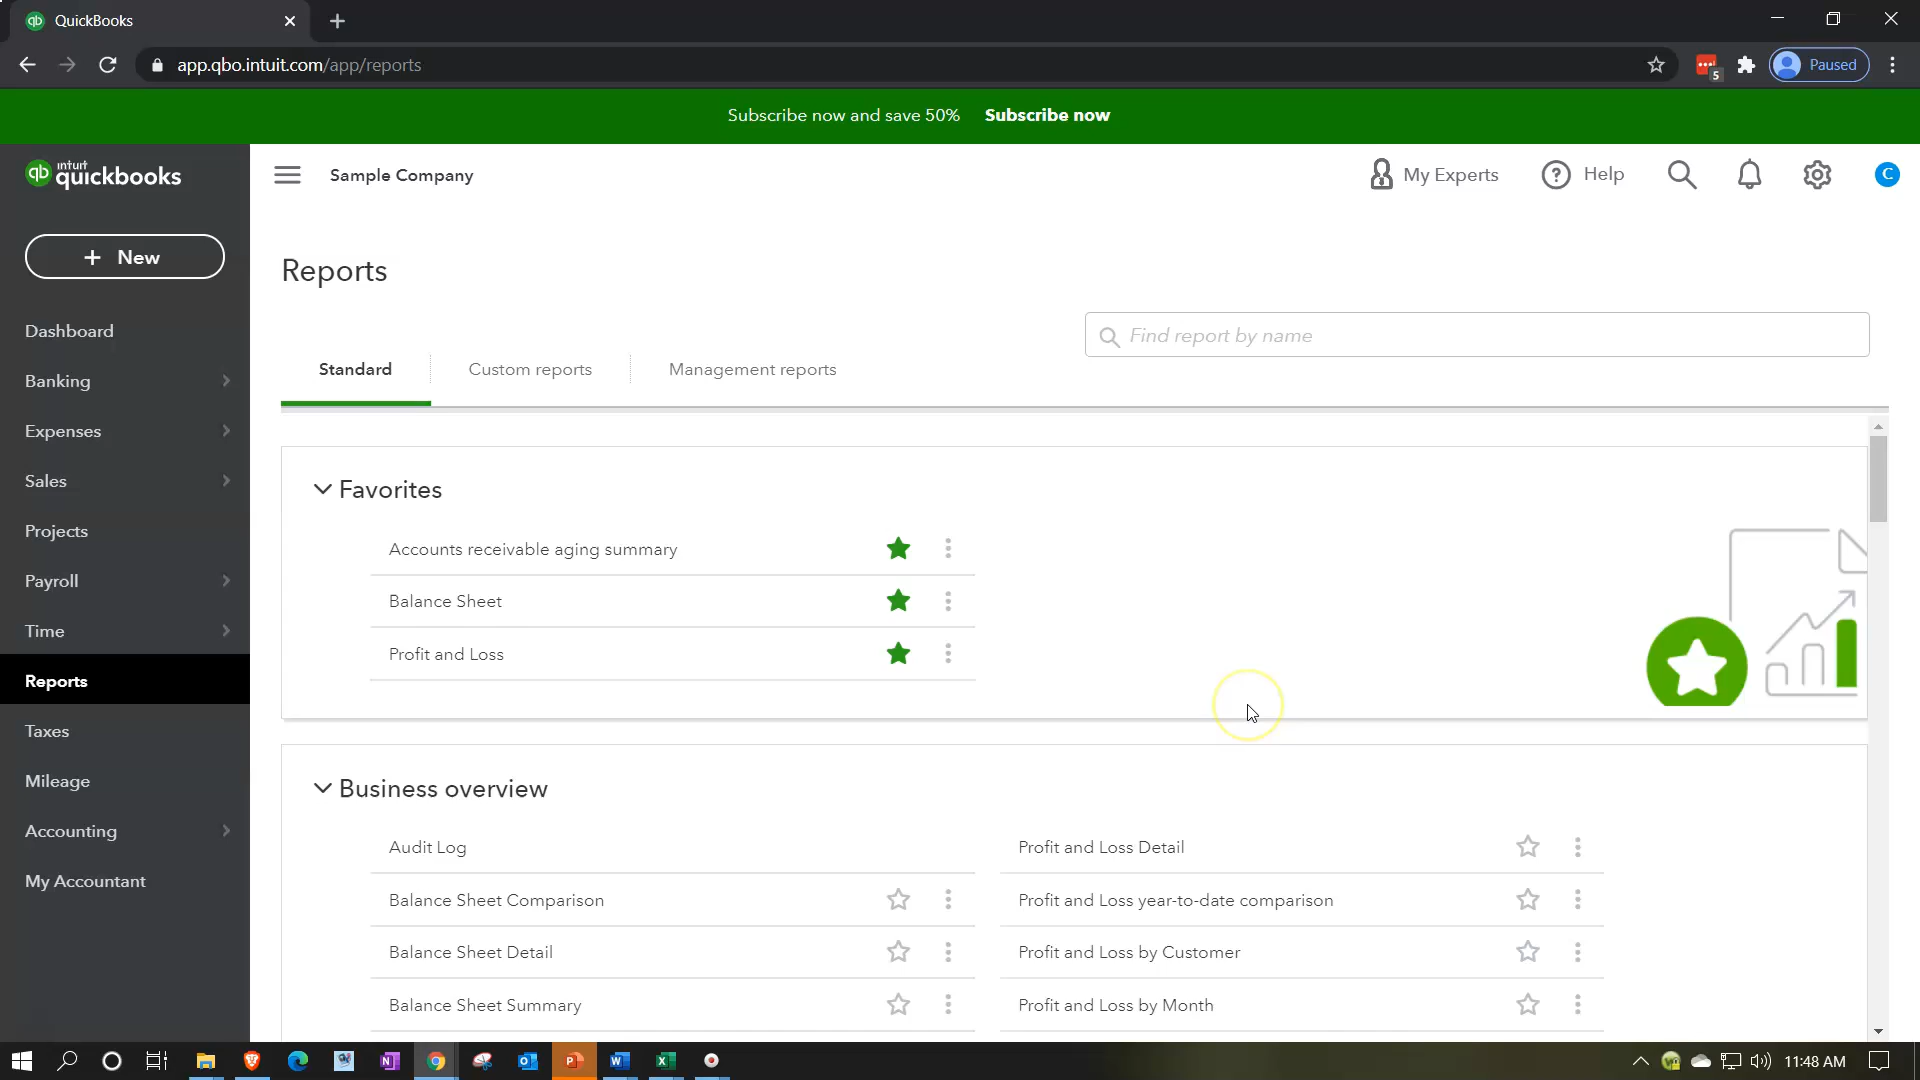 QuickBooks
app.qbo.intuit.com/app/reports
5
Paused
Subscribe now and save 50% Subscribe now
qb intuit quickbooks
Sample Company
My Experts
Help
C
+ New
Dashboard
Banking
Expenses
Sales
Projects
Payroll
Time
Reports
Taxes
Mileage
Accounting
My Accountant
Reports
Find report by name
Standard
Custom reports
Management reports
Favorites
Accounts receivable aging summary
Balance Sheet
Profit and Loss
Business overview
Audit Log
Profit and Loss Detail
Balance Sheet Comparison
Profit and Loss year-to-date comparison
Balance Sheet Detail
Profit and Loss by Customer
Balance Sheet Summary
Profit and Loss by Month
11:48 AM